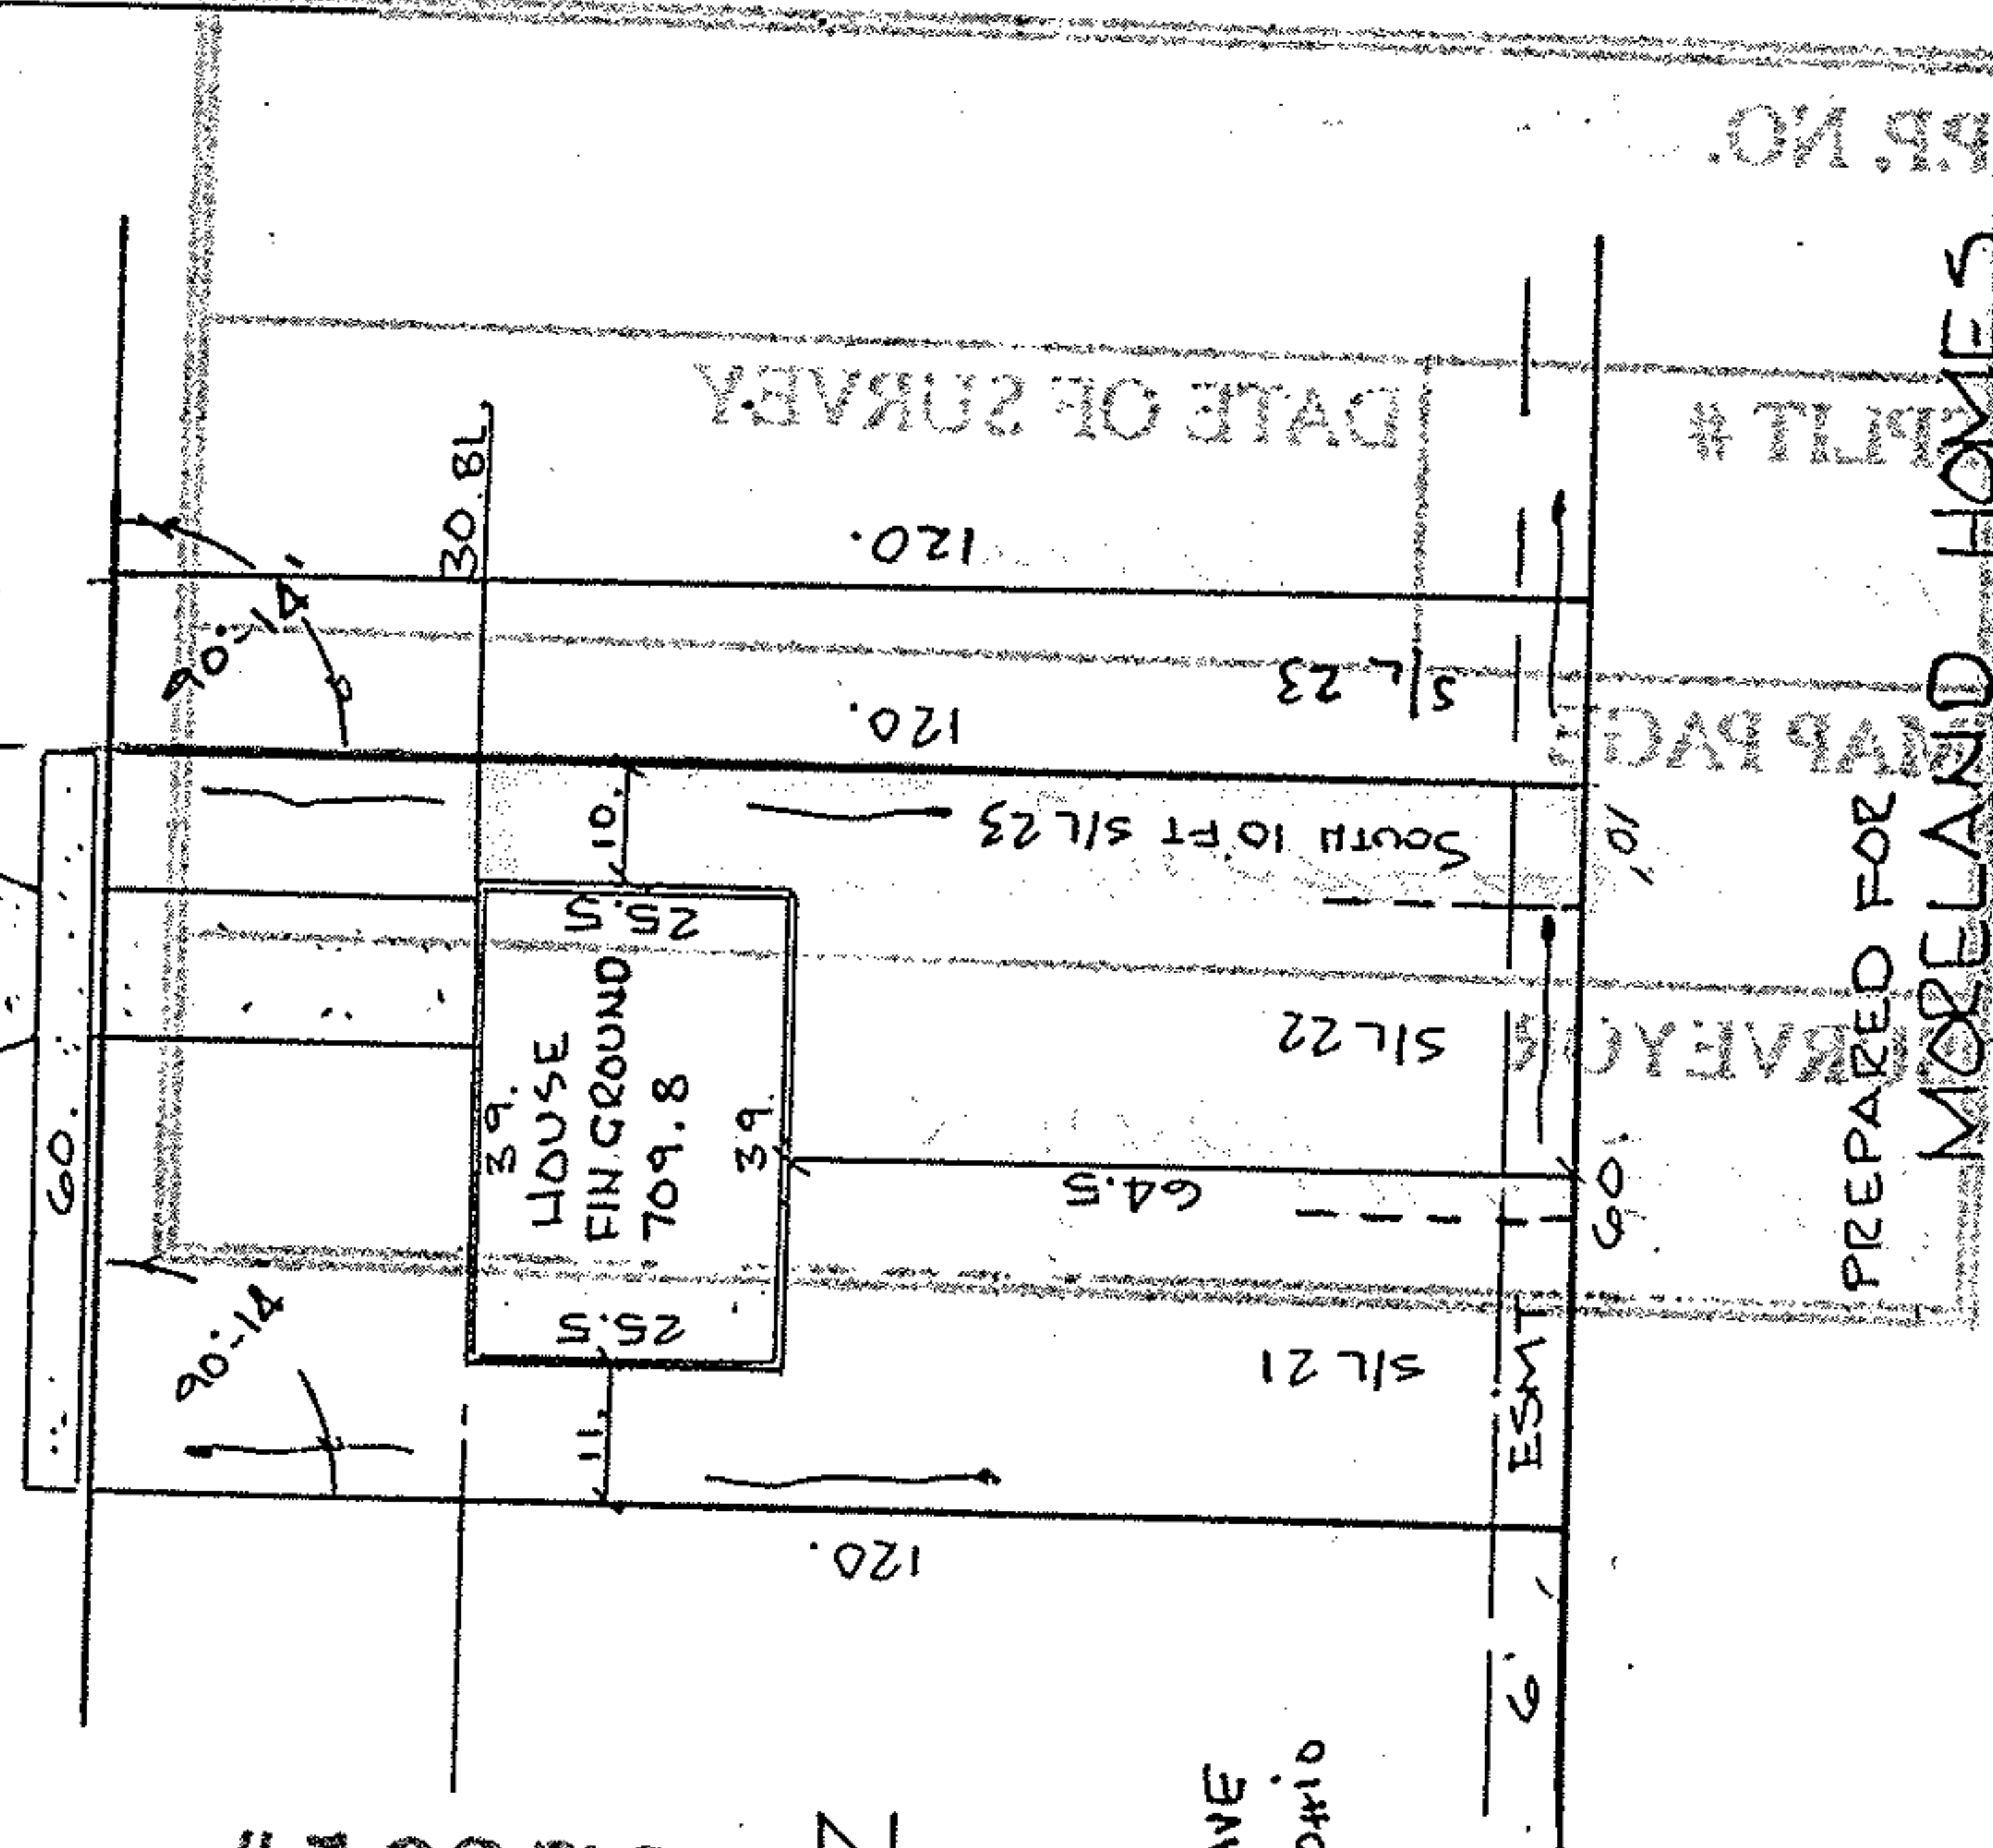 P.P. NO.
DATE OF SURVEY
SPLIT #
30. BL
120.
90°-14'
S/L 23
120.
MAP PAGE
10.
SOUTH 10 FT S/L 23
10'
25.5
60.
39.
HOUSE
FIN GROUND
709.8
39.
S/L 22
SURVEYOR
64.5
60.
90°-14
25.5
S/L 21
11.
ESMT
6'
120.
PREPARED FOR
MORELAND HOMES
AVE
OHIO